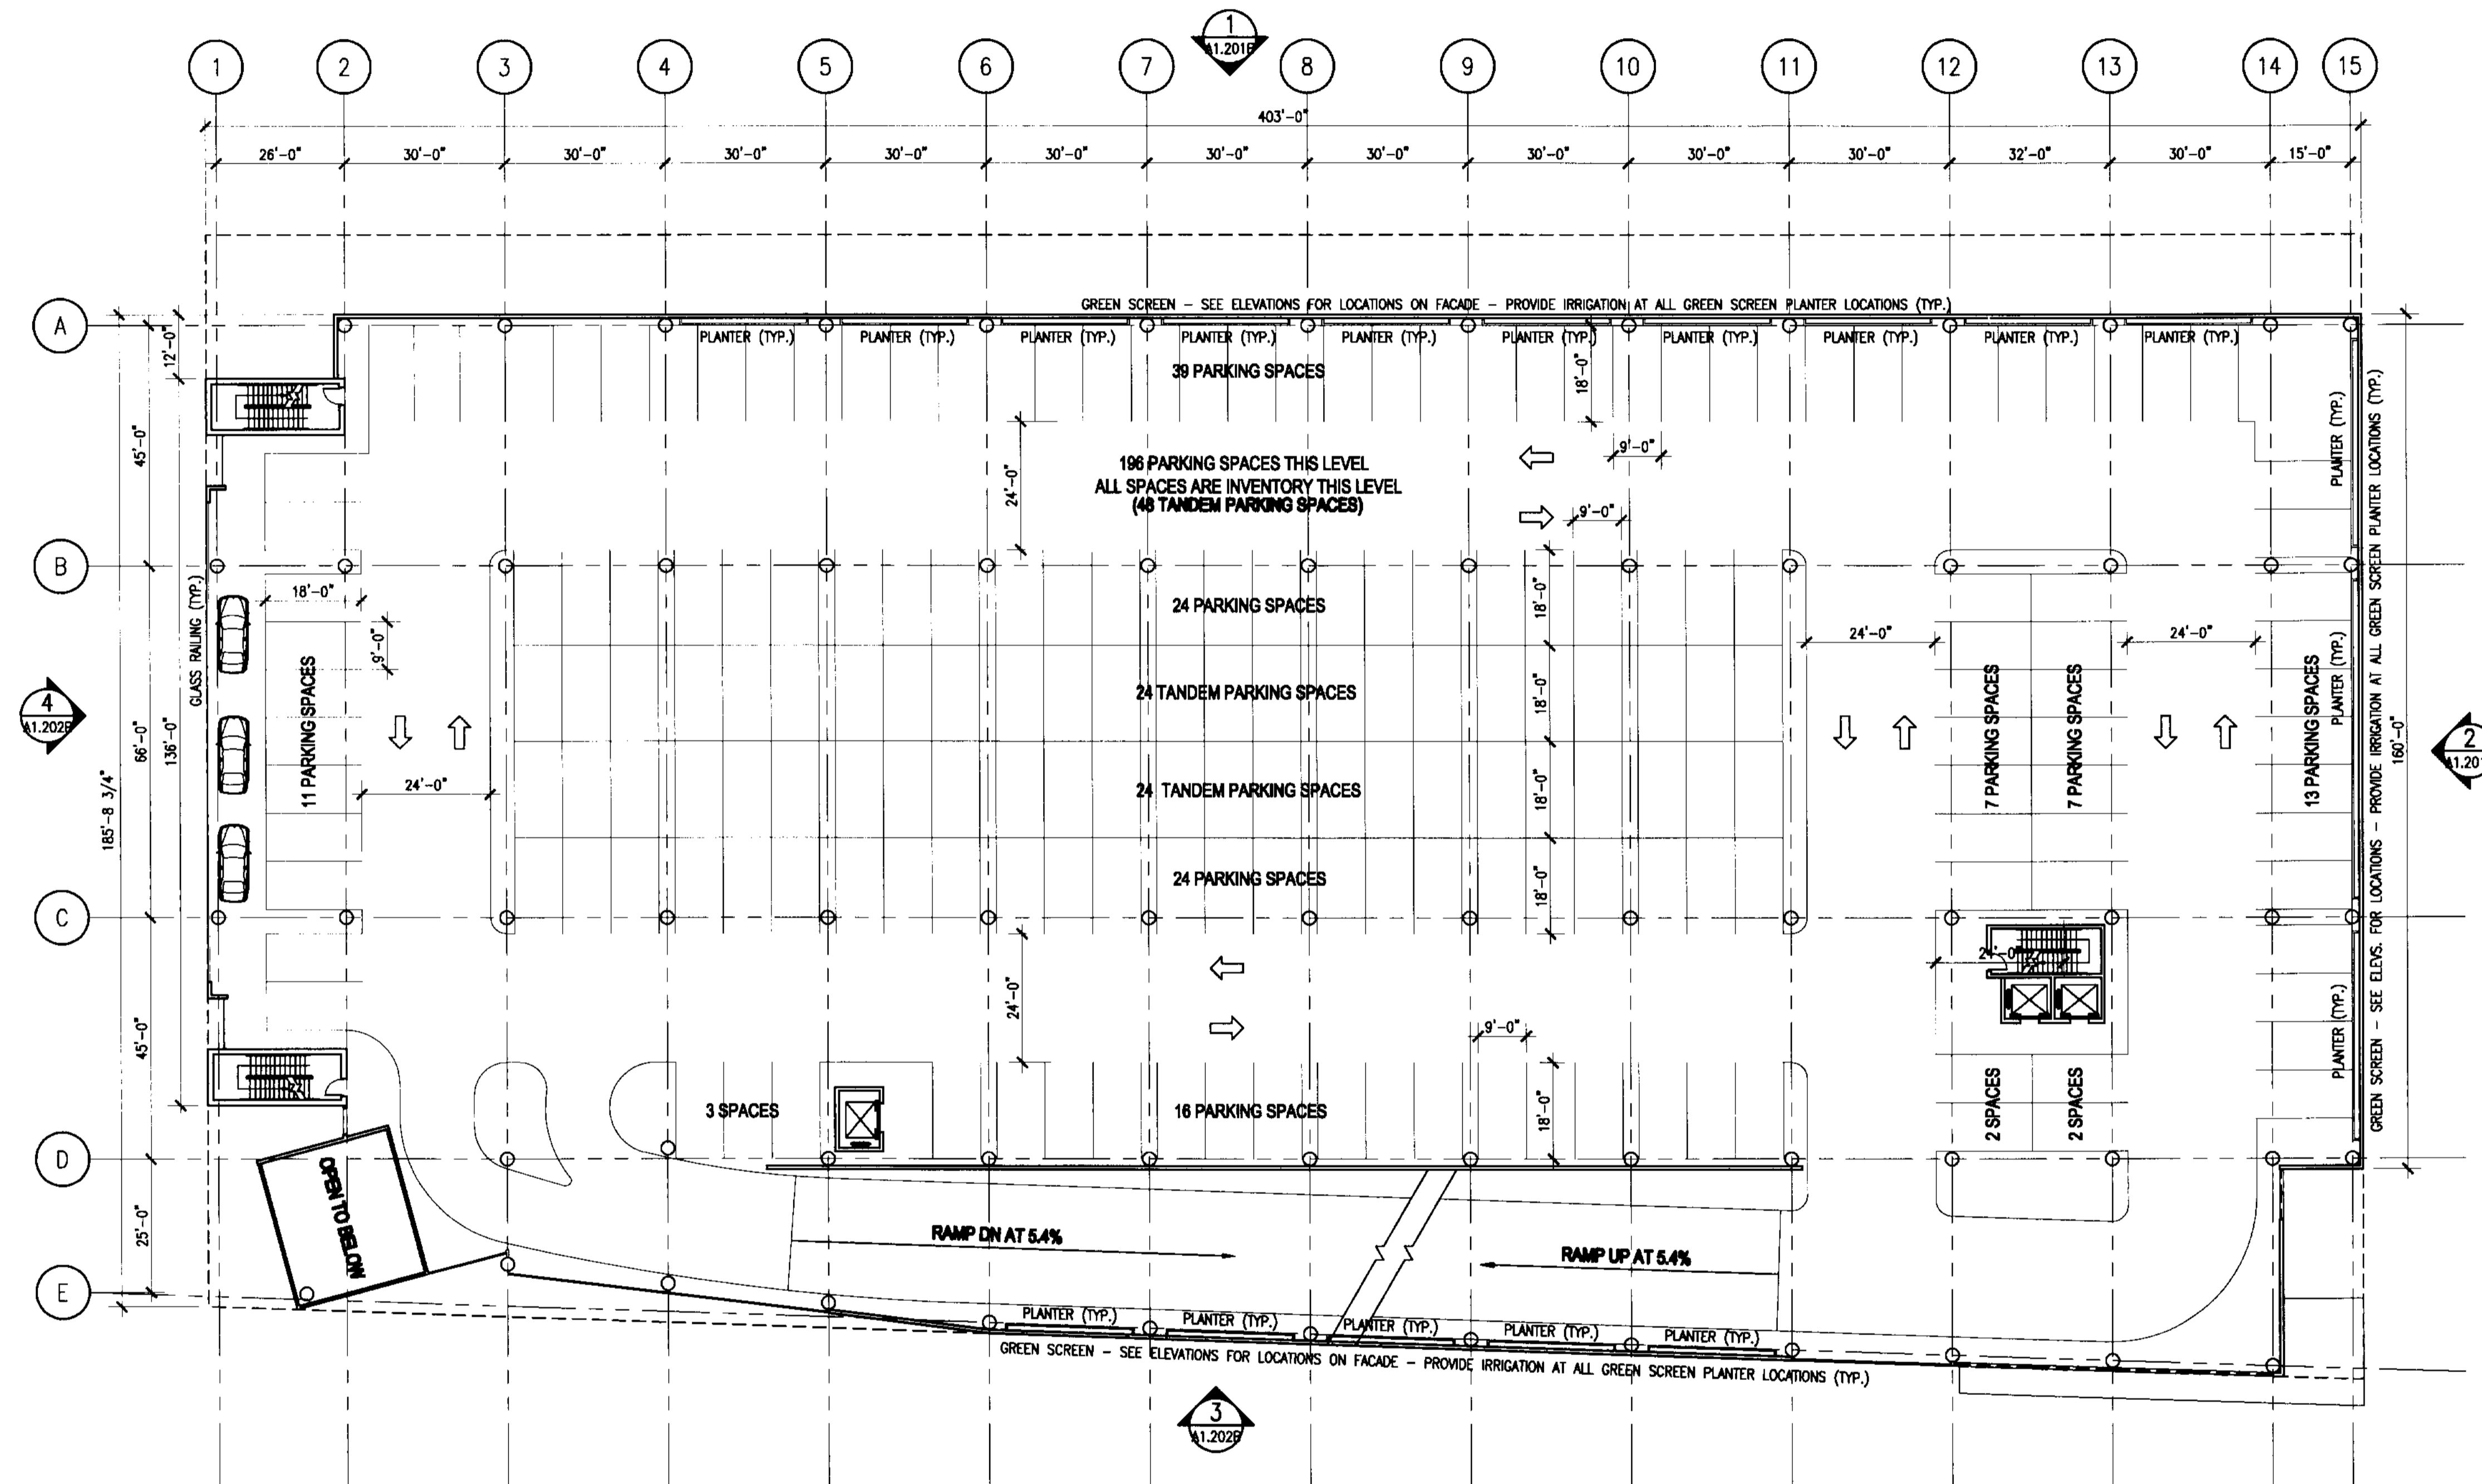 1
A1.201B
1 2 3 4 5 6 7 8 9 10 11 12 13 14 15
403'-0"
26'-0" 30'-0" 30'-0" 30'-0" 30'-0" 30'-0" 30'-0" 30'-0" 30'-0" 30'-0" 30'-0" 32'-0" 30'-0" 15'-0"
GREEN SCREEN - SEE ELEVATIONS FOR LOCATIONS ON FACADE - PROVIDE IRRIGATION AT ALL GREEN SCREEN PLANTER LOCATIONS (TYP.)
A
12'-0"
PLANTER (TYP.) PLANTER (TYP.) PLANTER (TYP.) PLANTER (TYP.) PLANTER (TYP.) PLANTER (TYP.) PLANTER (TYP.) PLANTER (TYP.) PLANTER (TYP.) PLANTER (TYP.)
39 PARKING SPACES
18'-0"
45'-0"
PLANTER (TYP.)
9'-0"
196 PARKING SPACES THIS LEVEL
ALL SPACES ARE INVENTORY THIS LEVEL
(48 TANDEM PARKING SPACES)
24'-0"
9'-0"
B
GLASS RAILING (TYP.)
18'-0"
9'-0"
24 PARKING SPACES
18'-0"
24'-0"
24'-0"
11 PARKING SPACES
24 TANDEM PARKING SPACES
18'-0"
7 PARKING SPACES
7 PARKING SPACES
13 PARKING SPACES
PLANTER (TYP.)
4
A1.202B
66'-0"
136'-0"
185'-8 3/4"
24'-0"
24 TANDEM PARKING SPACES
18'-0"
160'-0"
2
GREEN SCREEN - SEE ELEVS. FOR LOCATIONS - PROVIDE IRRIGATION AT ALL GREEN SCREEN PLANTER LOCATIONS (TYP.)
24 PARKING SPACES
18'-0"
C
24'-0"
24'-0"
45'-0"
9'-0"
PLANTER (TYP.)
3 SPACES
16 PARKING SPACES
18'-0"
2 SPACES
2 SPACES
D
OPEN TO BELOW
25'-0"
RAMP DN AT 5.4%
RAMP UP AT 5.4%
E
PLANTER (TYP.) PLANTER (TYP.) PLANTER (TYP.) PLANTER (TYP.) PLANTER (TYP.)
GREEN SCREEN - SEE ELEVATIONS FOR LOCATIONS ON FACADE - PROVIDE IRRIGATION AT ALL GREEN SCREEN PLANTER LOCATIONS (TYP.)
3
A1.202B